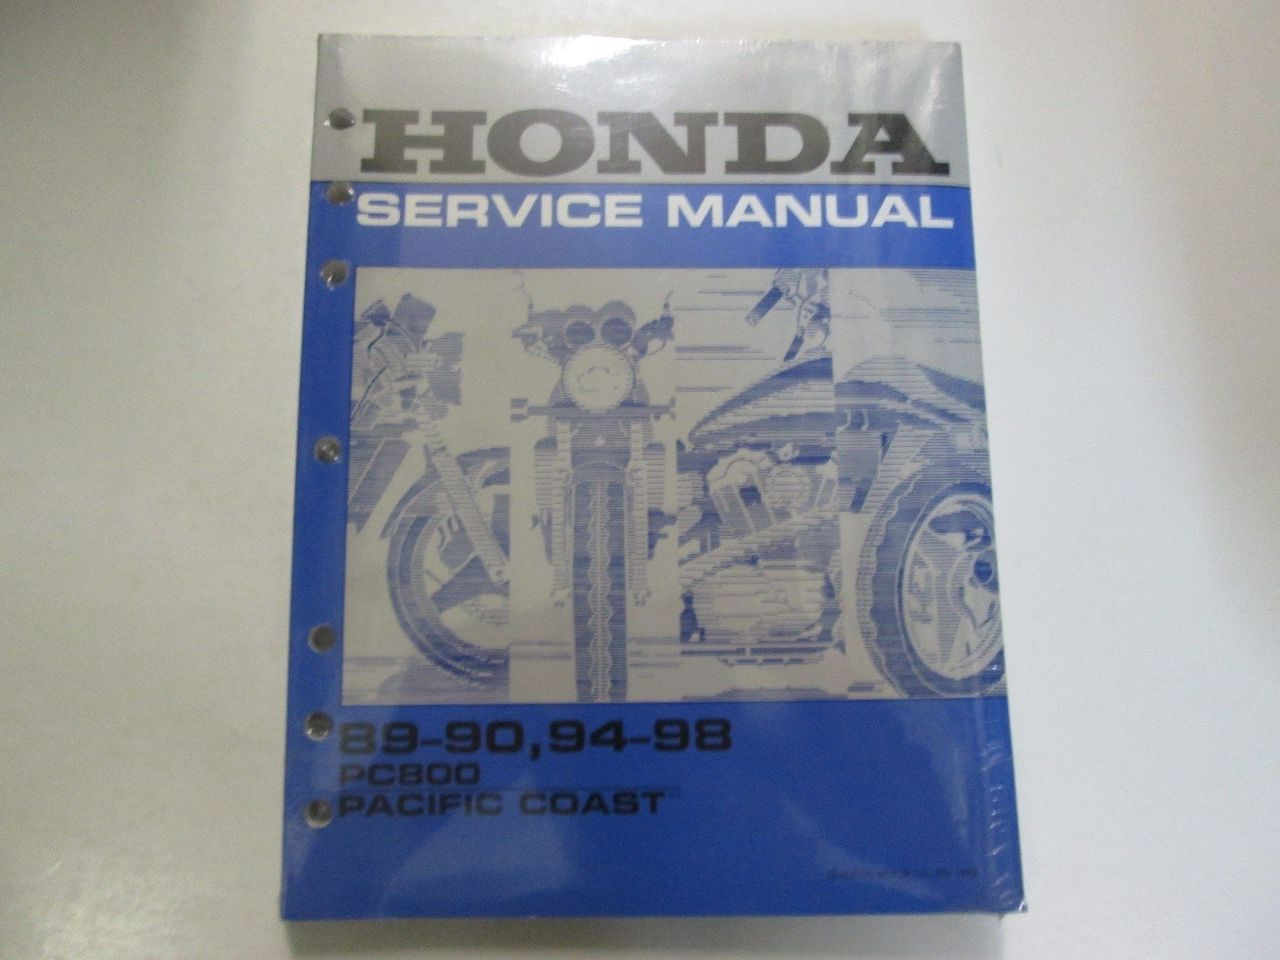 HONDA
SERVICE MANUAL
89-90, 94-98
PC800
PACIFIC COAST